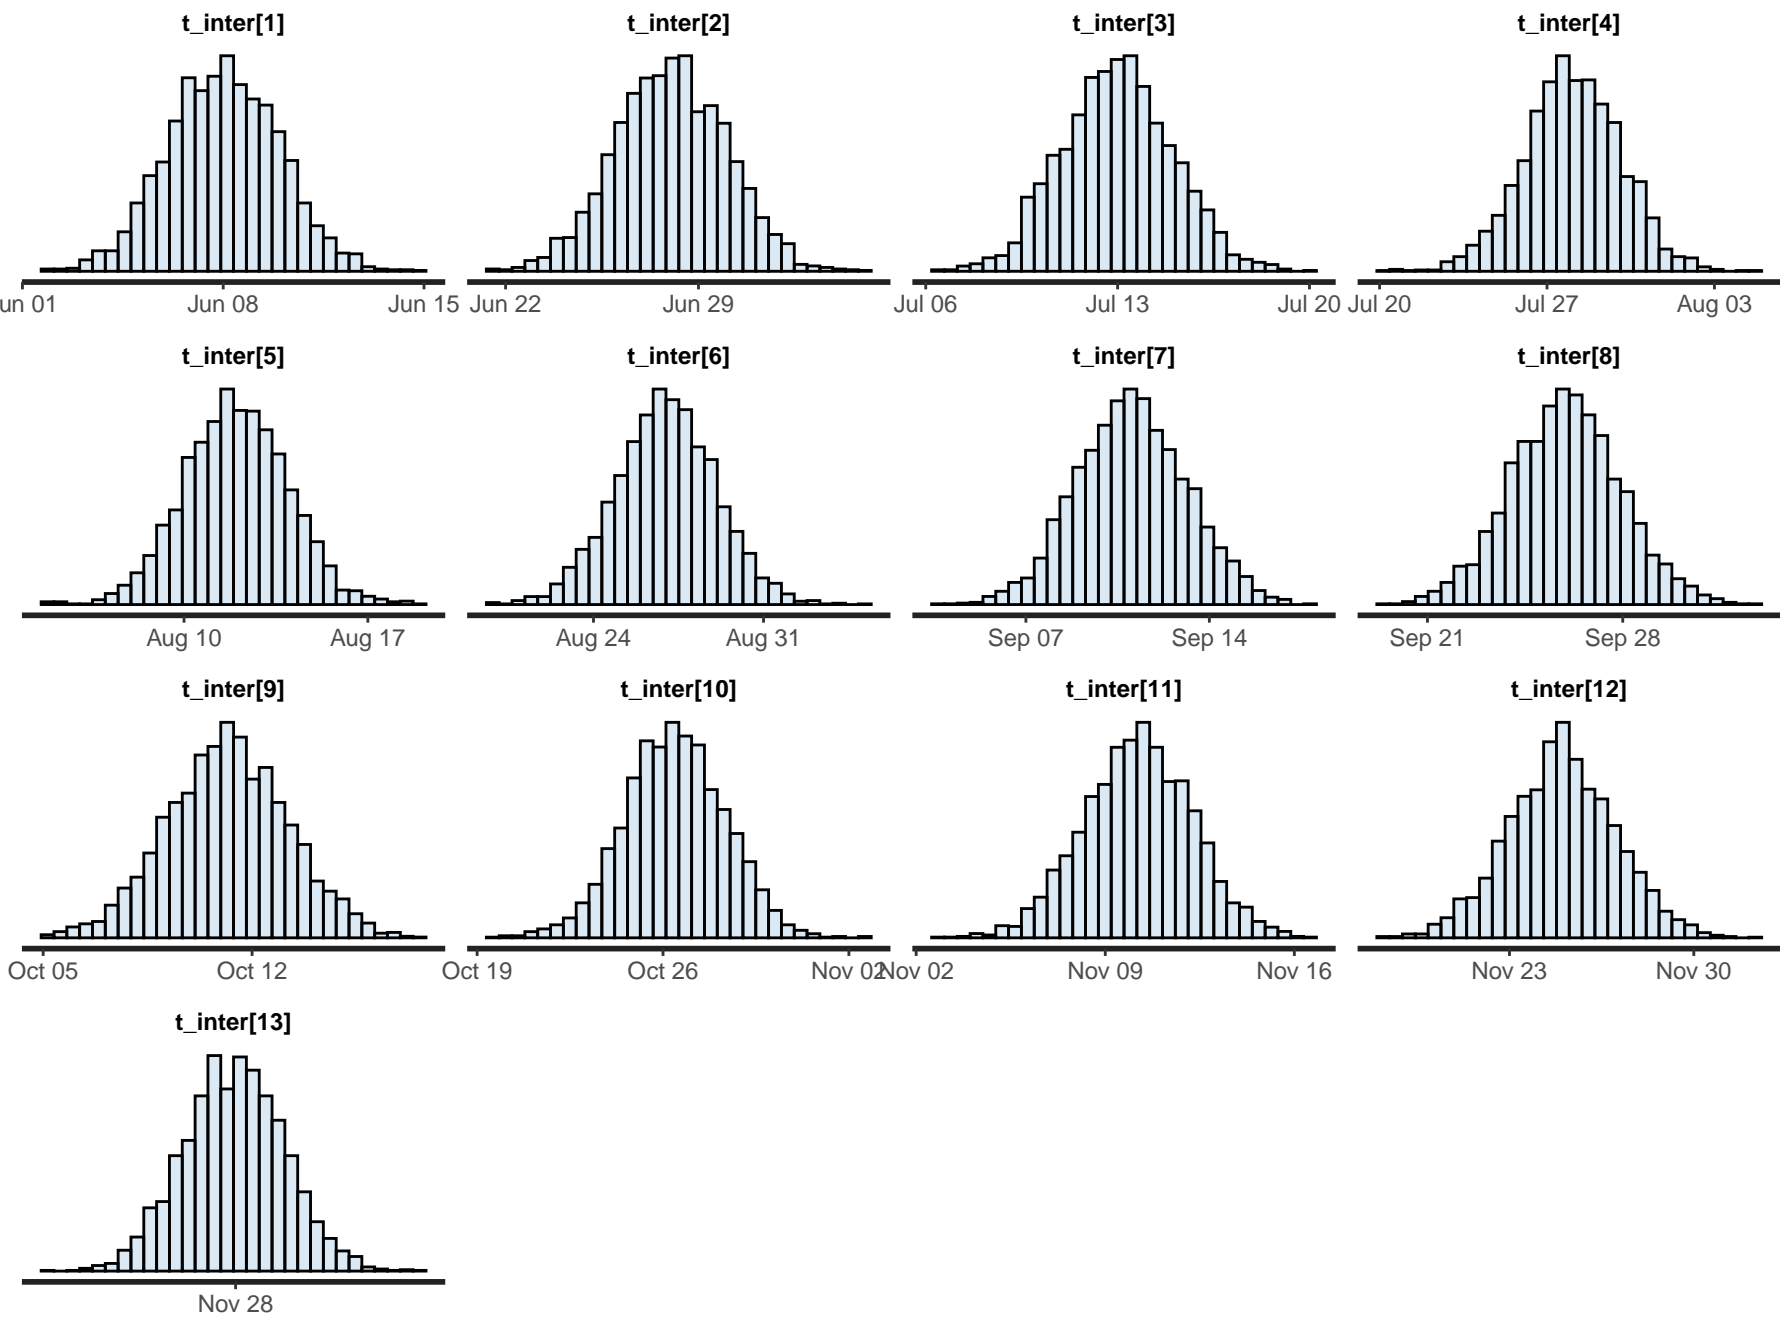 t_inter[1] t_inter[2] t_inter[3] t_inter[4]
un 01 Jun 08 Jun 15 Jun 22 Jun 29 Jul 06 Jul 13 Jul 20 Jul 20 Jul 27 Aug 03
t_inter[5] t_inter[6] t_inter[7] t_inter[8]
Aug 10 Aug 17 Aug 24 Aug 31 Sep 07 Sep 14 Sep 21 Sep 28
t_inter[9] t_inter[10] t_inter[11] t_inter[12]
Oct 05 Oct 12 Oct 19 Oct 26 Nov 02 Nov 02 Nov 09 Nov 16 Nov 23 Nov 30
t_inter[13]
Nov 28